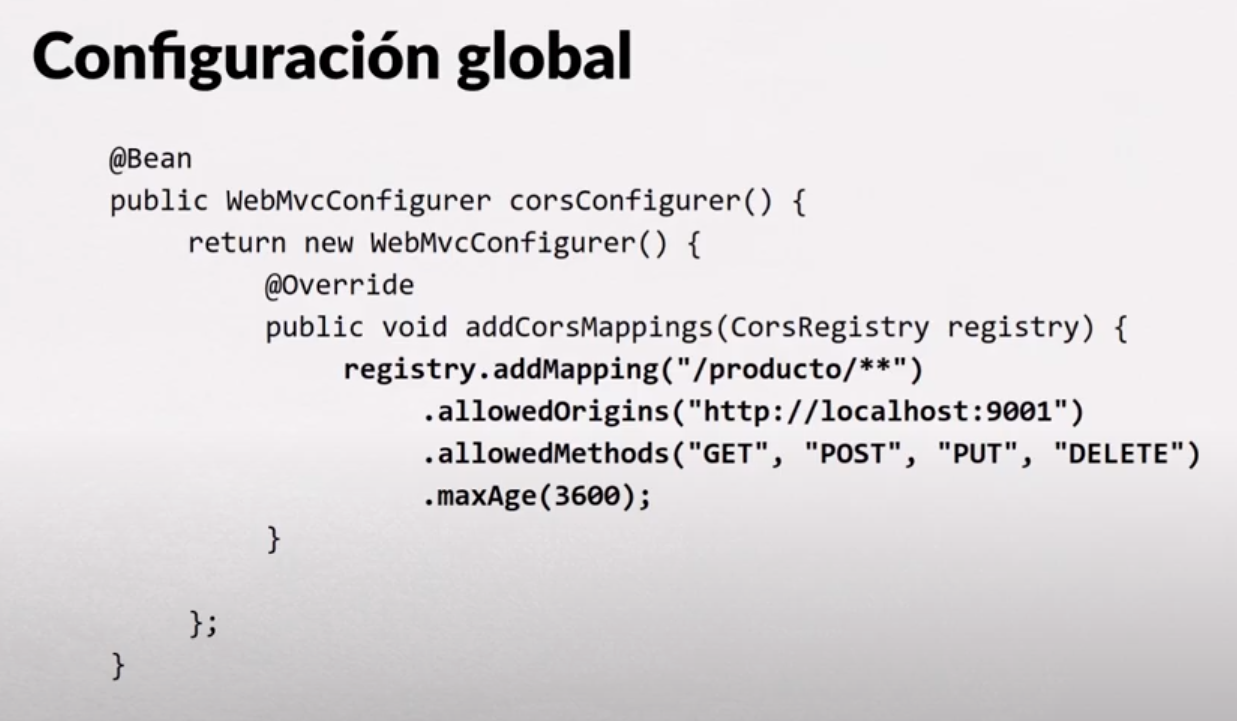 Configuración global
@Bean
public WebMvcConfigurer corsConfigurer() {
return new WebMvcConfigurer() {
@Override
public void addCorsMappings(CorsRegistry registry) {
registry.addMapping("/producto/**")
.allowedOrigins("http://localhost:9001")
.allowedMethods("GET", "POST", "PUT", "DELETE")
.maxAge(3600);
}
};
}